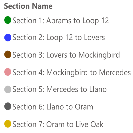 Section Name
Section 1: Abrams to Loop 12
Section 2: Loop 12 to Lovers
Section 3: Lovers to Mockingbird
Section 4: Mockingbird to Mercedes
Section 5: Mercedes to Llano
Section 6: Llano to Oram
Section 7: Oram to Live Oak